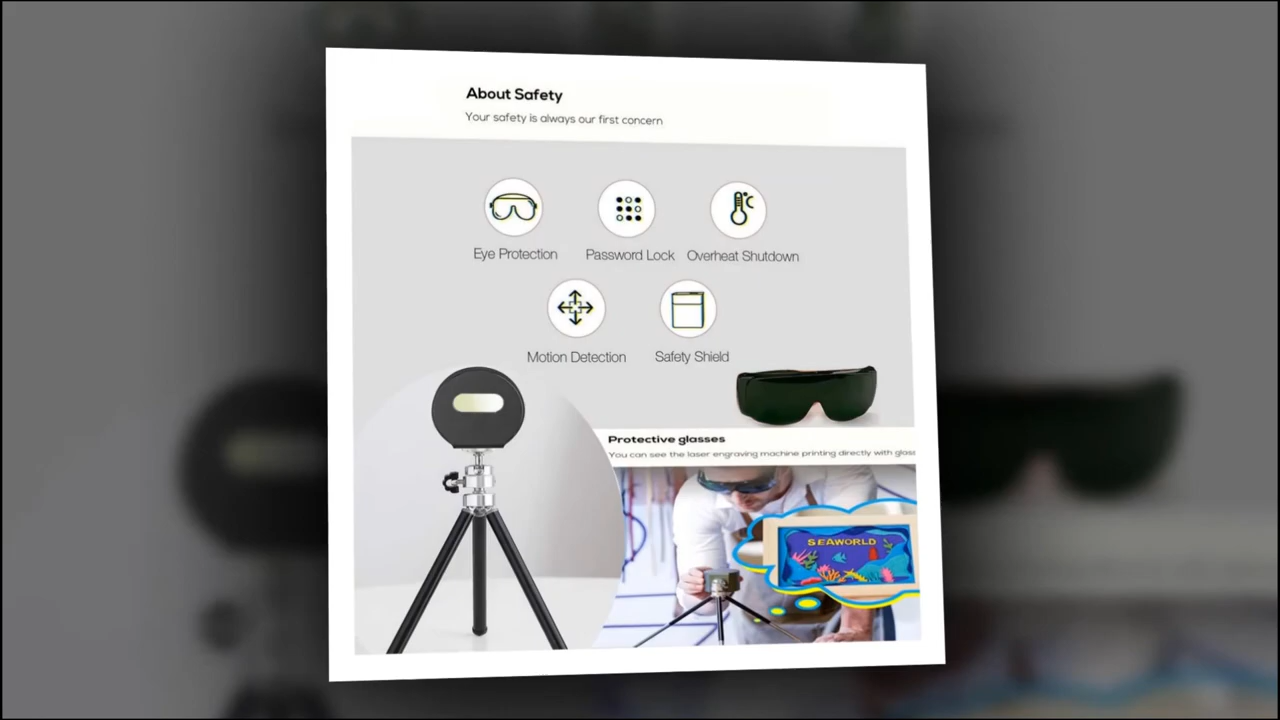 About Safety
Your safety is always our first concern
Eye Protection
Password Lock
Overheat Shutdown
Motion Detection
Safety Shield
Protective glasses
You can see the laser engraving machine printing directly with glass
SEAWORLD